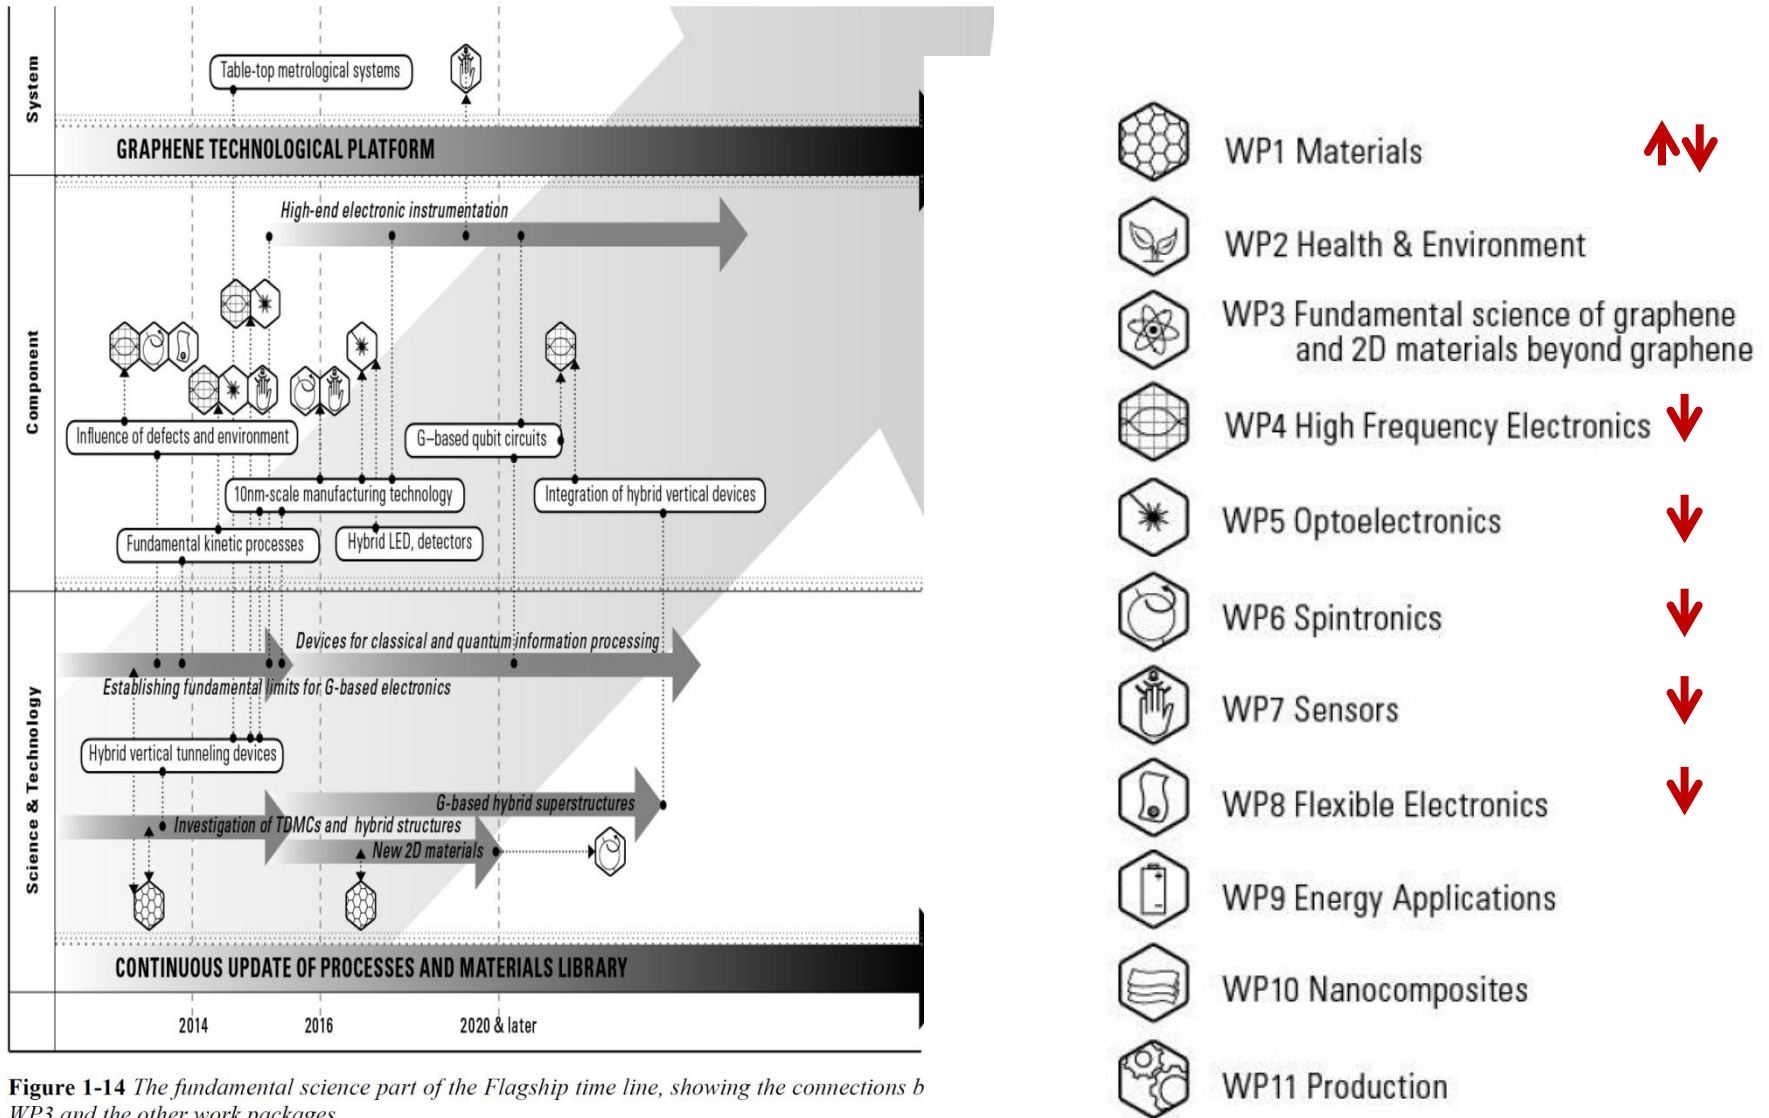 System
Table-top metrological systems
GRAPHENE TECHNOLOGICAL PLATFORM
Component
High-end electronic instrumentation
Influence of defects and environment
G–based qubit circuits
10nm-scale manufacturing technology
Integration of hybrid vertical devices
Fundamental kinetic processes
Hybrid LED, detectors
Science & Technology
Devices for classical and quantum information processing
Establishing fundamental limits for G-based electronics
Hybrid vertical tunneling devices
G-based hybrid superstructures
Investigation of TDMCs and hybrid structures
New 2D materials
CONTINUOUS UPDATE OF PROCESSES AND MATERIALS LIBRARY
2014
2016
2020 & later
Figure 1-14 The fundamental science part of the Flagship time line, showing the connections b
WP3 and the other work packages
WP1 Materials
WP2 Health & Environment
WP3 Fundamental science of graphene
and 2D materials beyond graphene
WP4 High Frequency Electronics
WP5 Optoelectronics
WP6 Spintronics
WP7 Sensors
WP8 Flexible Electronics
WP9 Energy Applications
WP10 Nanocomposites
WP11 Production